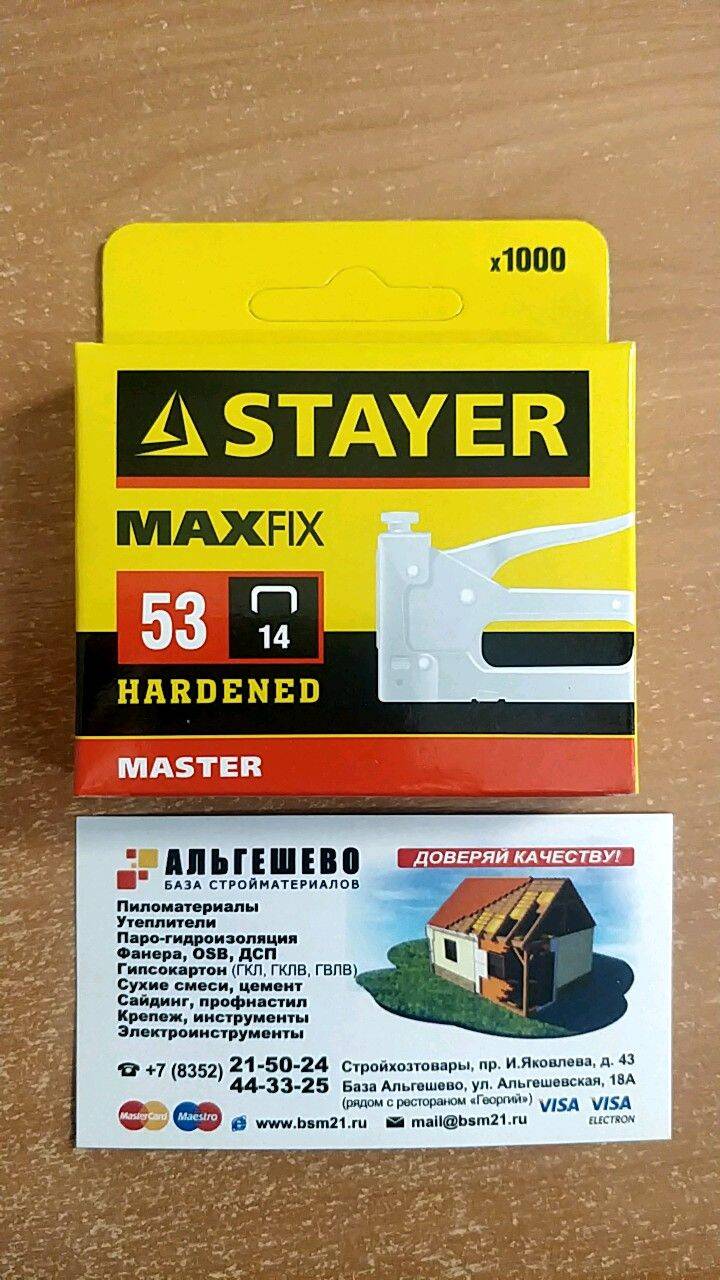 x1000
STAYER
MAXFIX
53
14
HARDENED
MASTER
АЛЬГЕШЕВО
БАЗА СТРОЙМАТЕРИАЛОВ
ДОВЕРЯЙ КАЧЕСТВУ!
Пиломатериалы
Утеплители
Паро-гидроизоляция
Фанера, OSB, ДСП
Гипсокартон (ГКЛ, ГКЛВ, ГВЛВ)
Сухие смеси, цемент
Сайдинг, профнастил
Крепеж, инструменты
Электроинструменты
+7 (8352) 21-50-24
44-33-25
Стройхозтовары, пр. И.Яковлева, д. 43
База Альгешево, ул. Альгешевская, 18А
(рядом с рестораном «Георгий»)
MasterCard Maestro
www.bsm21.ru mail@bsm21.ru
VISA VISA
ELECTRON